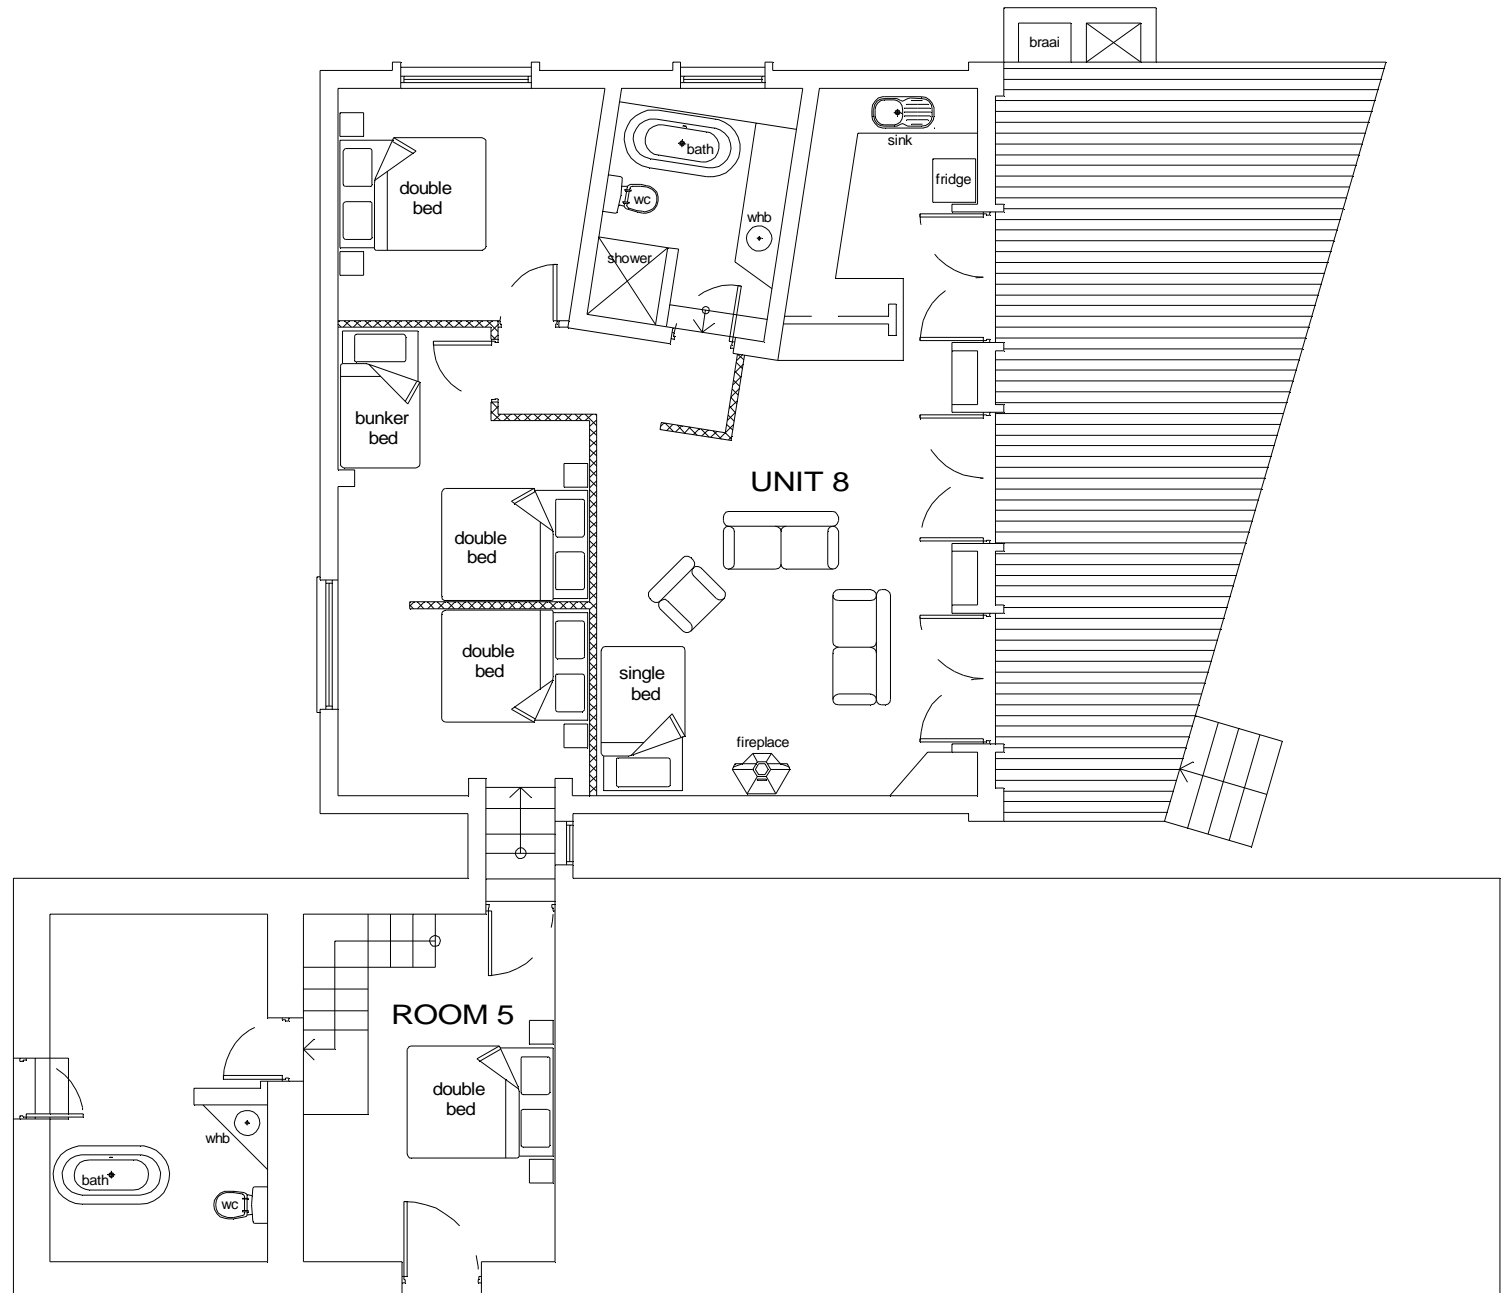 braai
sink
bath
double
bed
fridge
wc
whb
shower
bunker
bed
UNIT 8
double
bed
double
bed
single
bed
fireplace
ROOM 5
double
bed
whb
bath
wc